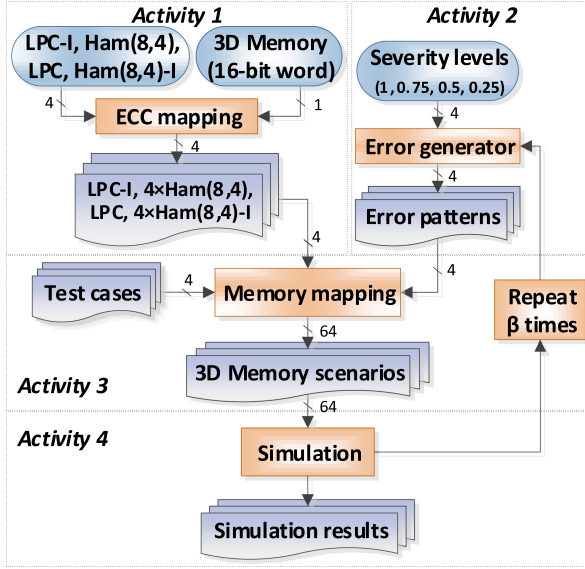 Activity 1
LPC-I, Ham(8,4),
LPC, Ham(8,4)-I
3D Memory
(16-bit word)
4
1
ECC mapping
4
LPC-I, 4×Ham(8,4),
LPC, 4×Ham(8,4)-I
4
Activity 2
Severity levels
(1, 0.75, 0.5, 0.25)
4
Error generator
4
Error patterns
4
Test cases
4
Memory mapping
Repeat
β times
64
3D Memory scenarios
Activity 3
64
Activity 4
Simulation
Simulation results